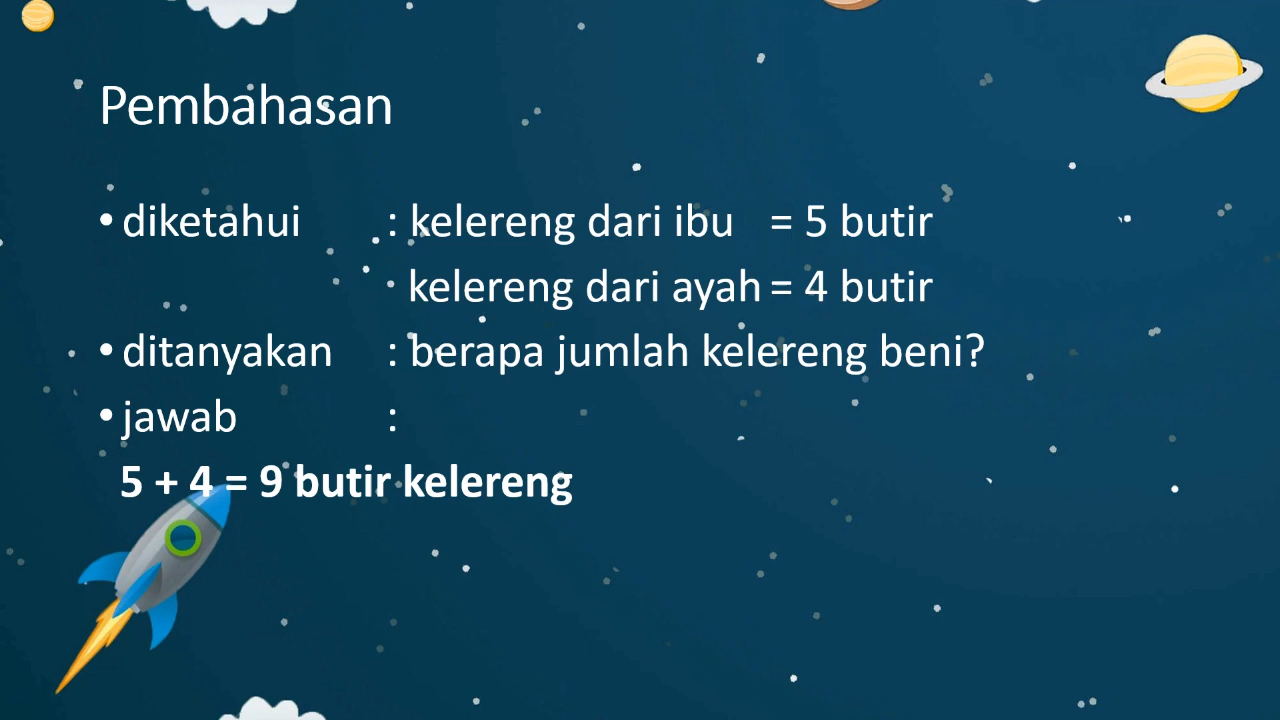 Pembahasan
• diketahui : kelereng dari ibu = 5 butir
kelereng dari ayah = 4 butir
• ditanyakan : berapa jumlah kelereng beni?
• jawab :
5 + 4 = 9 butir kelereng